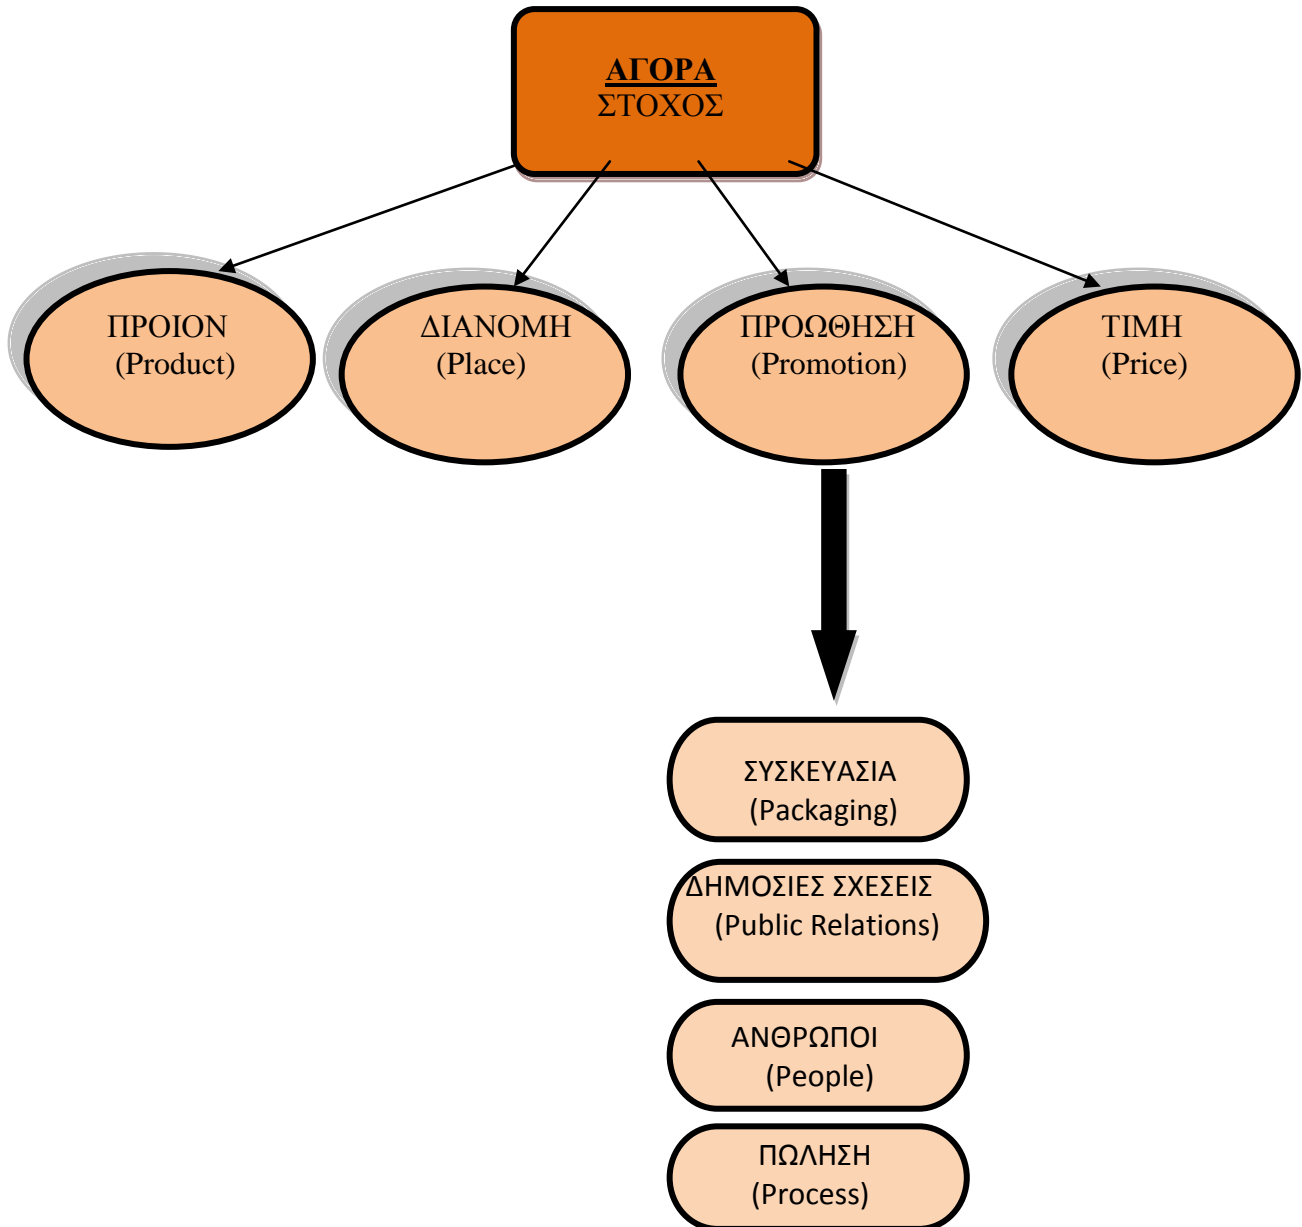 ΑΓΟΡΑ
ΣΤΟΧΟΣ
ΠΡΟΙΟΝ
(Product)
ΔΙΑΝΟΜΗ
(Place)
ΠΡΟΩΘΗΣΗ
(Promotion)
ΤΙΜΗ
(Price)
ΣΥΣΚΕΥΑΣΙΑ
(Packaging)
ΔΗΜΟΣΙΕΣ ΣΧΕΣΕΙΣ
(Public Relations)
ΑΝΘΡΩΠΟΙ
(People)
ΠΩΛΗΣΗ
(Process)